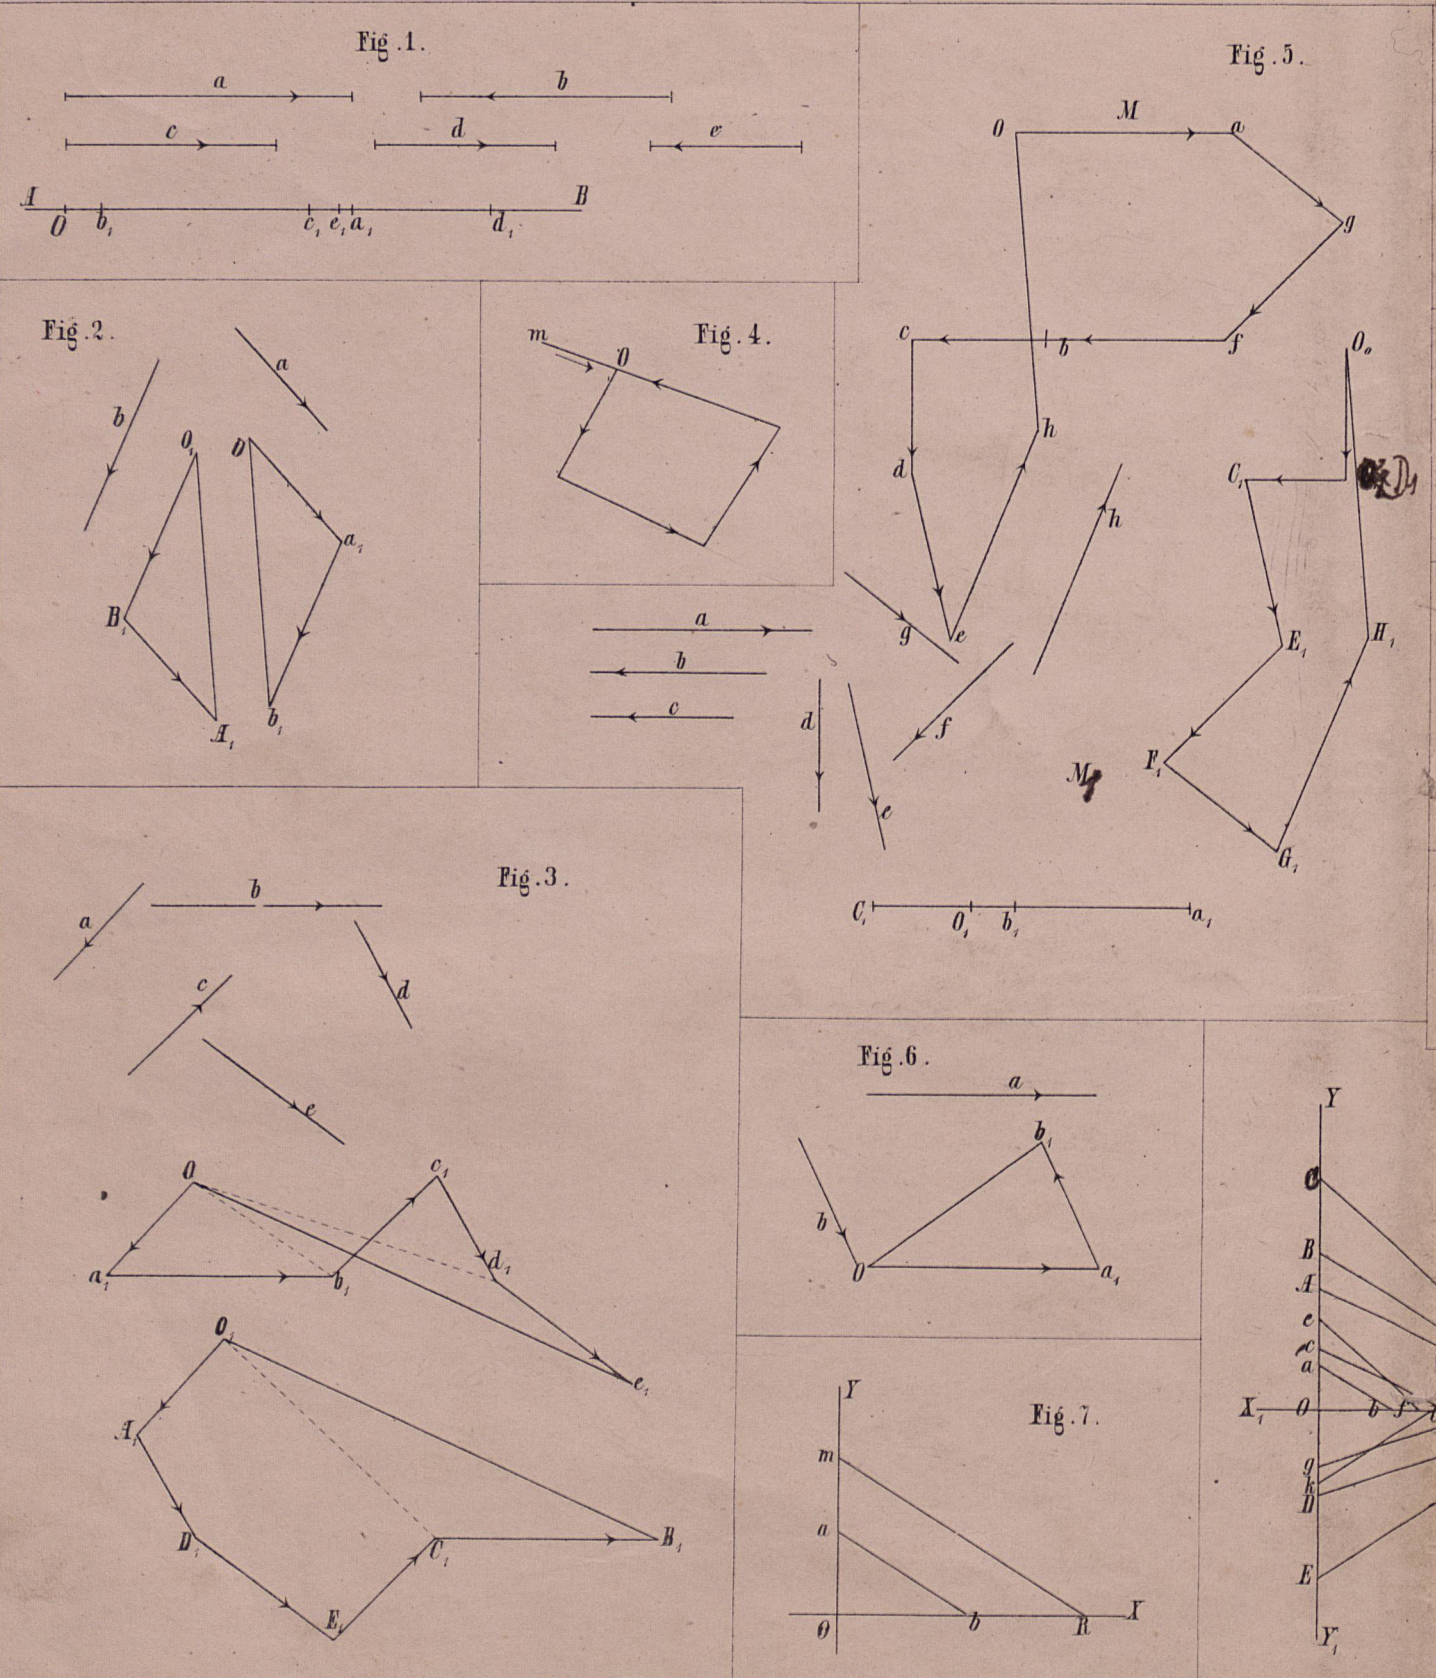 Fig.1.
a
b
c
d
e
A
B
O
b₁
c₁
e₁
a₁
d₁
Fig.2.
a
b
O₁
O
a₁
B₁
A₁
b₁
Fig.4.
m
O
Fig.5.
O
M
a
g
c
b
f
O₀
h
d
C₁
D₁
h
g
e
E₁
H₁
a
b
c
d
f
F₁
M
e
G₁
C₁
O₁
b₁
a₁
Fig.3.
b
a
c
d
e
O
c₁
a₁
b₁
d₁
e₁
O₁
A₁
D₁
C₁
B₁
E₁
Fig.6.
a
b₁
b
O
a₁
Fig.7.
Y
m
a
O
b
R
X
Y
C
B
A
e
c
a
X₁
O
b
f
g
k
D
E
Y₁